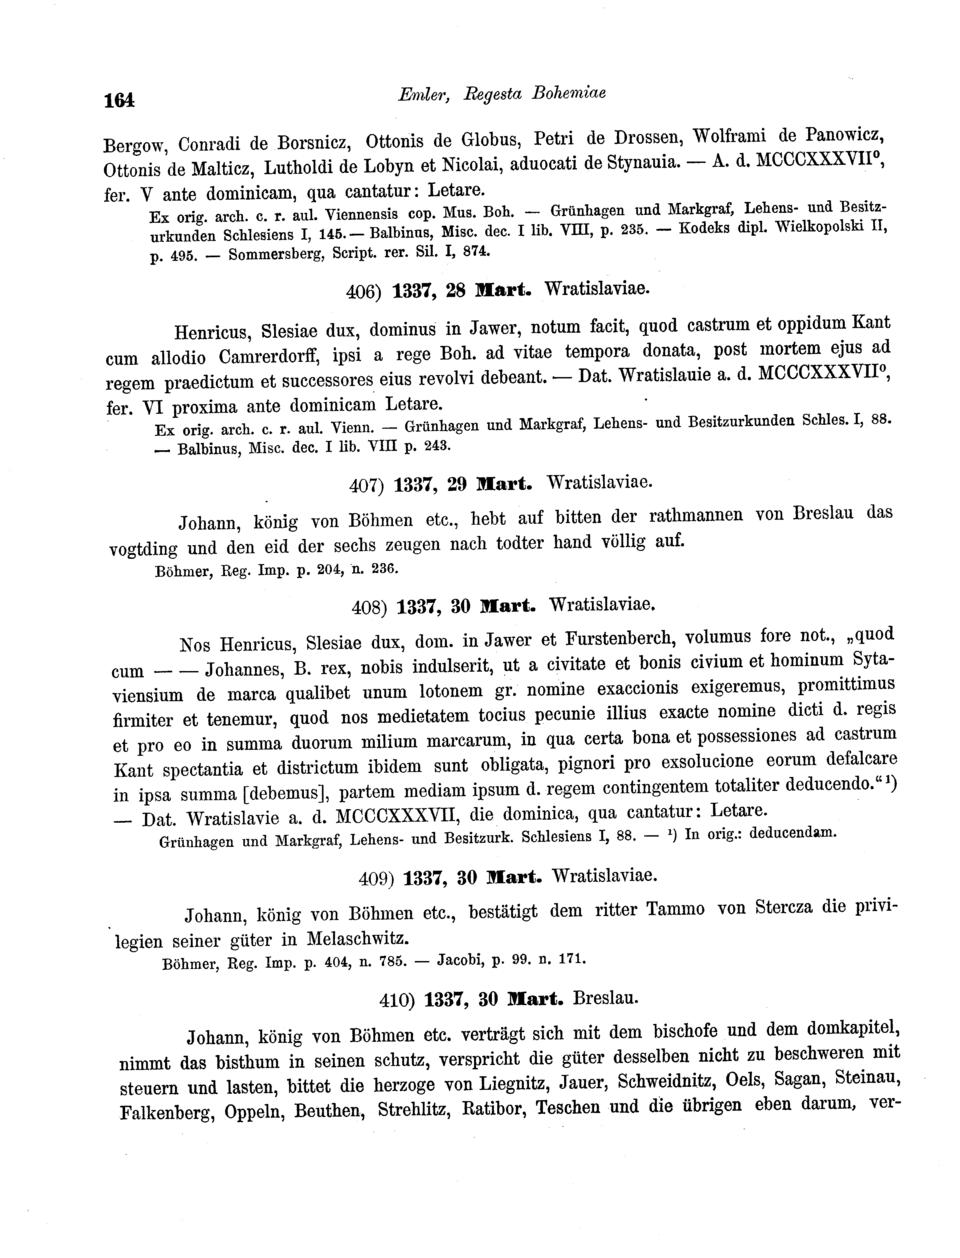 164
Emler, Regesta Bohemiae
Bergow, Conradi de Borsnicz, Ottonis de Globus, Petri de Drossen, Wolframi de Panowicz,
Ottonis de Malticz, Lutholdi de Lobyn et Nicolai, aduocati de Stynauia. — A. d. MCCCXXXVII⁰,
fer. V ante dominicam, qua cantatur: Letare.
Ex orig. arch. c. r. aul. Viennensis cop. Mus. Boh. — Grünhagen und Markgraf, Lehens- und Besitz-
urkunden Schlesiens I, 145. — Balbinus, Misc. dec. I lib. VIII, p. 235. — Kodeks dipl. Wielkopolski II,
p. 495. — Sommersberg, Script. rer. Sil. I, 874.
406) 1337, 28 Mart. Wratislaviae.
Henricus, Slesiae dux, dominus in Jawer, notum facit, quod castrum et oppidum Kant
cum allodio Camrerdorff, ipsi a rege Boh. ad vitae tempora donata, post mortem ejus ad
regem praedictum et successores eius revolvi debeant. — Dat. Wratislauie a. d. MCCCXXXVII⁰,
fer. VI proxima ante dominicam Letare.
Ex orig. arch. c. r. aul. Vienn. — Grünhagen und Markgraf, Lehens- und Besitzurkunden Schles. I, 88.
— Balbinus, Misc. dec. I lib. VIII p. 243.
407) 1337, 29 Mart. Wratislaviae.
Johann, könig von Böhmen etc., hebt auf bitten der rathmannen von Breslau das
vogtding und den eid der sechs zeugen nach todter hand völlig auf.
Böhmer, Reg. Imp. p. 204, n. 236.
408) 1337, 30 Mart. Wratislaviae.
Nos Henricus, Slesiae dux, dom. in Jawer et Furstenberch, volumus fore not., „quod
cum — — Johannes, B. rex, nobis indulserit, ut a civitate et bonis civium et hominum Syta-
viensium de marca qualibet unum lotonem gr. nomine exaccionis exigeremus, promittimus
firmiter et tenemur, quod nos medietatem tocius pecunie illius exacte nomine dicti d. regis
et pro eo in summa duorum milium marcarum, in qua certa bona et possessiones ad castrum
Kant spectantia et districtum ibidem sunt obligata, pignori pro exsolucione eorum defalcare
in ipsa summa [debemus], partem mediam ipsum d. regem contingentem totaliter deducendo.“¹)
— Dat. Wratislavie a. d. MCCCXXXVII, die dominica, qua cantatur: Letare.
Grünhagen und Markgraf, Lehens- und Besitzurk. Schlesiens I, 88. — ¹) In orig.: deducendam.
409) 1337, 30 Mart. Wratislaviae.
Johann, könig von Böhmen etc., bestätigt dem ritter Tammo von Stercza die privi-
legien seiner güter in Melaschwitz.
Böhmer, Reg. Imp. p. 404, n. 785. — Jacobi, p. 99. n. 171.
410) 1337, 30 Mart. Breslau.
Johann, könig von Böhmen etc. verträgt sich mit dem bischofe und dem domkapitel,
nimmt das bisthum in seinen schutz, verspricht die güter desselben nicht zu beschweren mit
steuern und lasten, bittet die herzoge von Liegnitz, Jauer, Schweidnitz, Oels, Sagan, Steinau,
Falkenberg, Oppeln, Beuthen, Strehlitz, Ratibor, Teschen und die übrigen eben darum, ver-